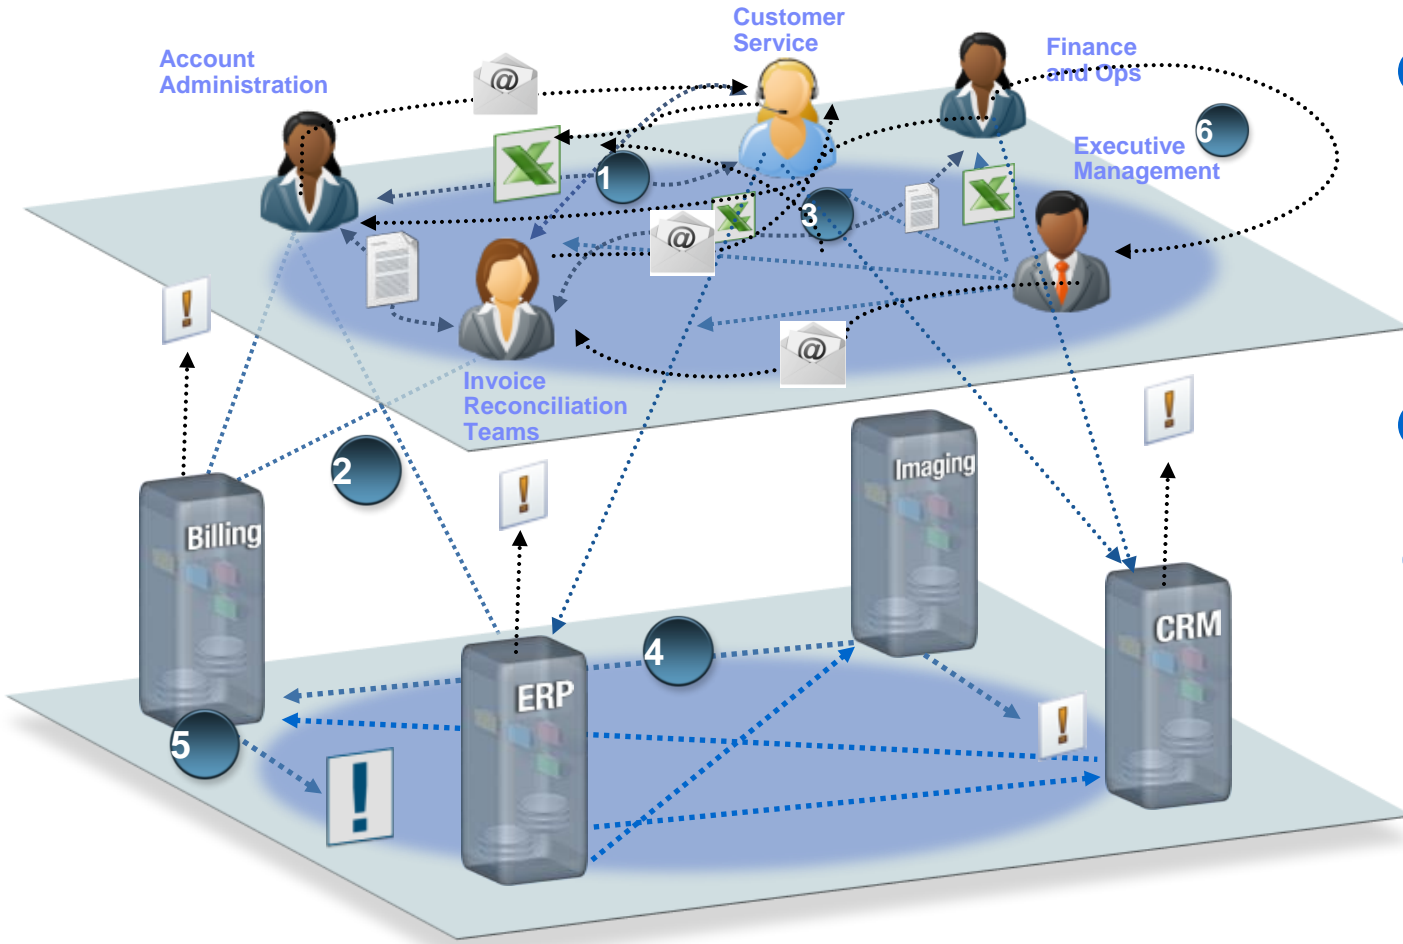 Customer
Service
Account
Administration
Finance
and Ops
@
6
Executive
Management
1
3
@
@
Invoice
Reconciliation
Teams
2
Imaging
Billing
CRM
4
ERP
5
!
!
!
!
!